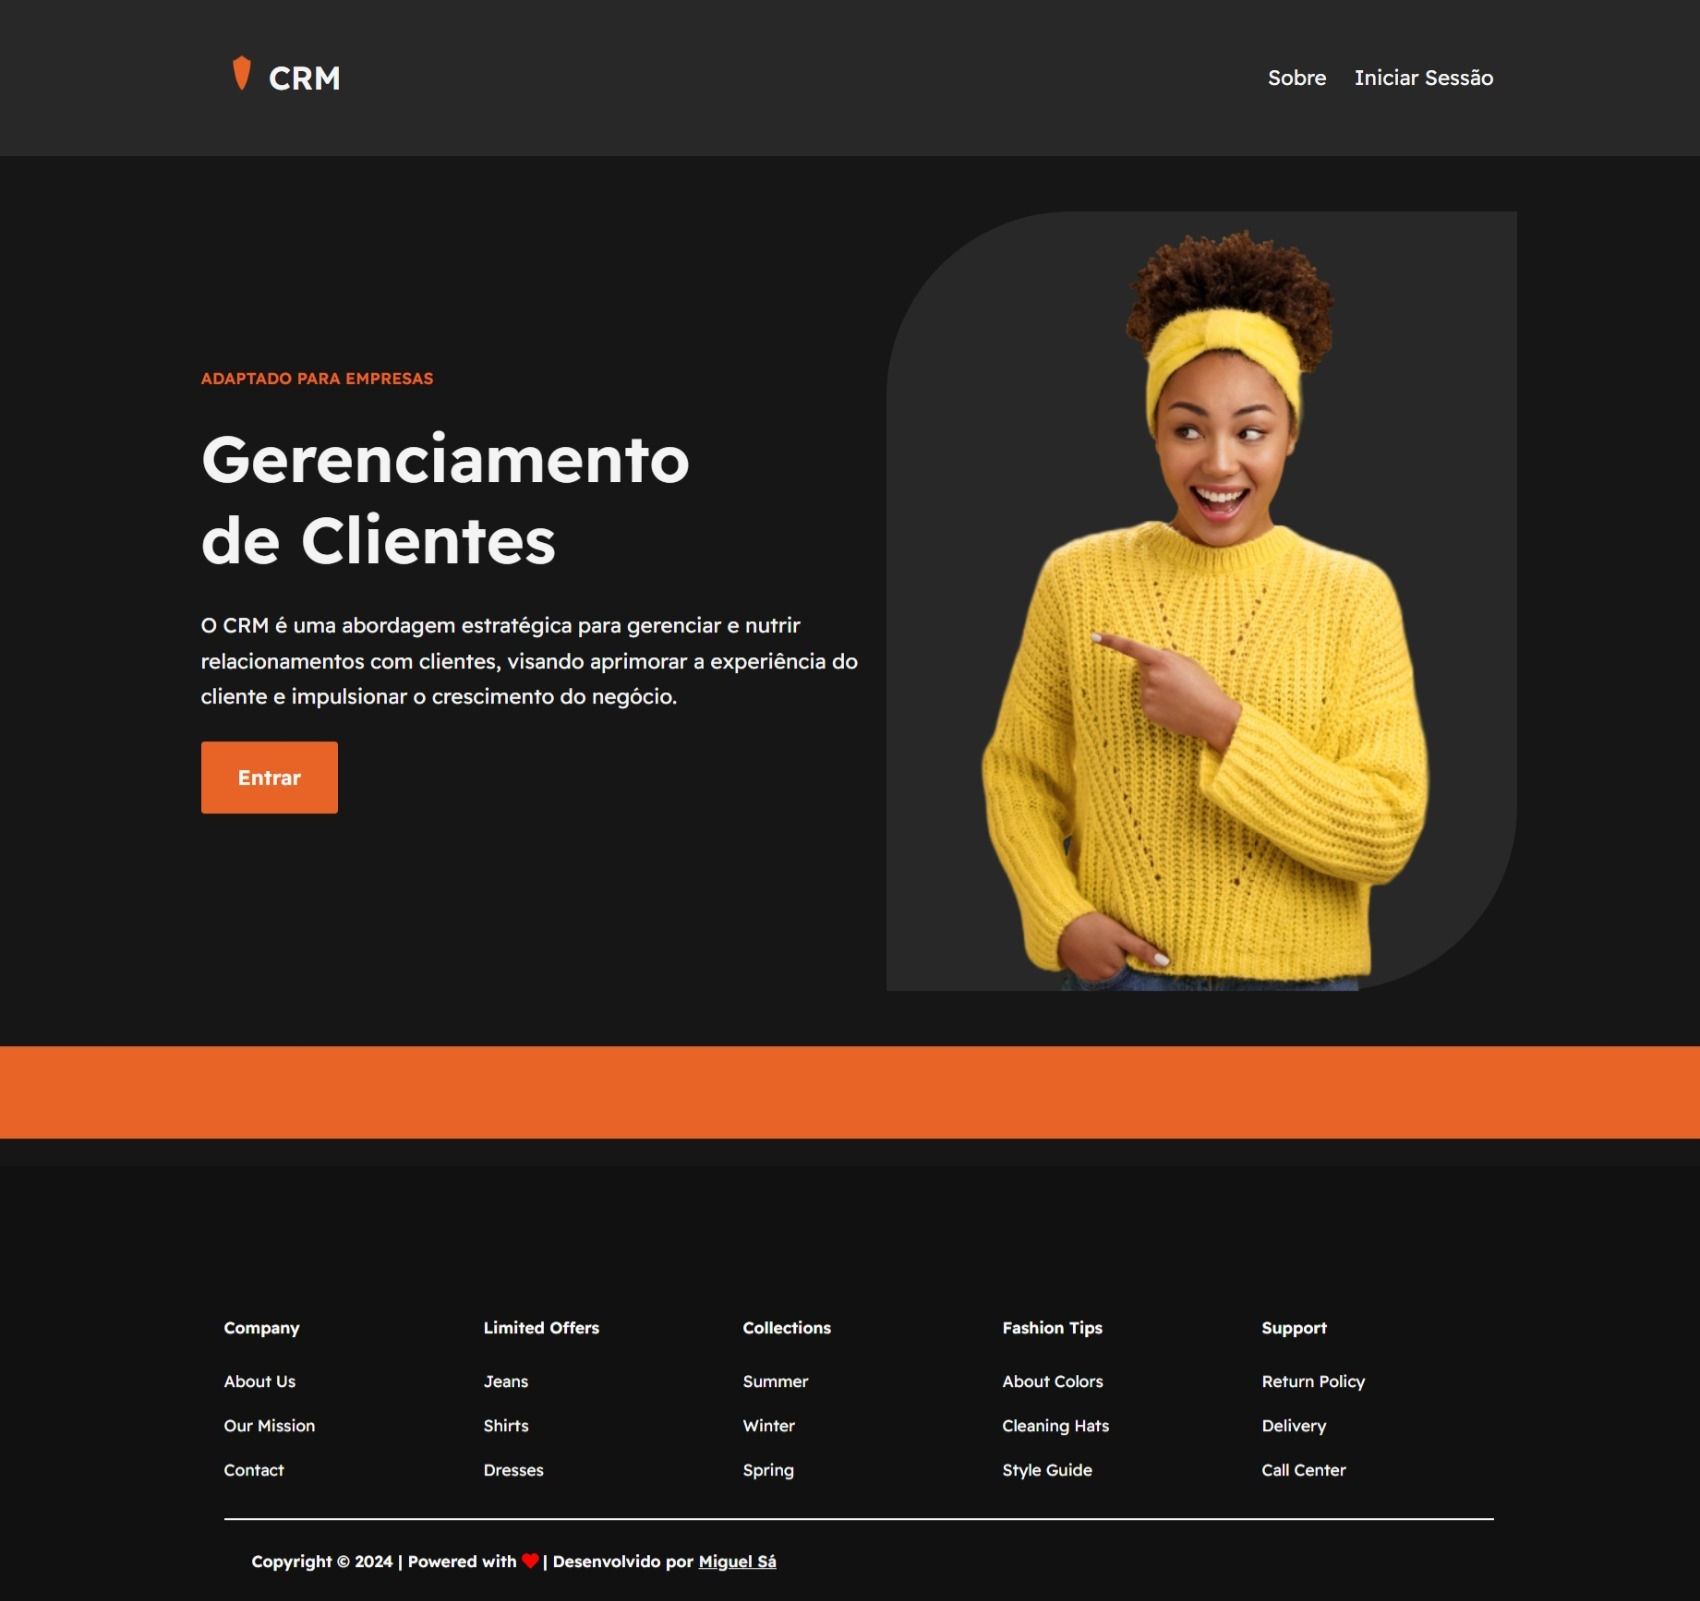 CRM
Sobre
Iniciar Sessão
ADAPTADO PARA EMPRESAS
Gerenciamento
de Clientes
O CRM é uma abordagem estratégica para gerenciar e nutrir
relacionamentos com clientes, visando aprimorar a experiência do
cliente e impulsionar o crescimento do negócio.
Entrar
Company
About Us
Our Mission
Contact
Limited Offers
Jeans
Shirts
Dresses
Collections
Summer
Winter
Spring
Fashion Tips
About Colors
Cleaning Hats
Style Guide
Support
Return Policy
Delivery
Call Center
Copyright © 2024 | Powered with ❤ | Desenvolvido por Miguel Sá